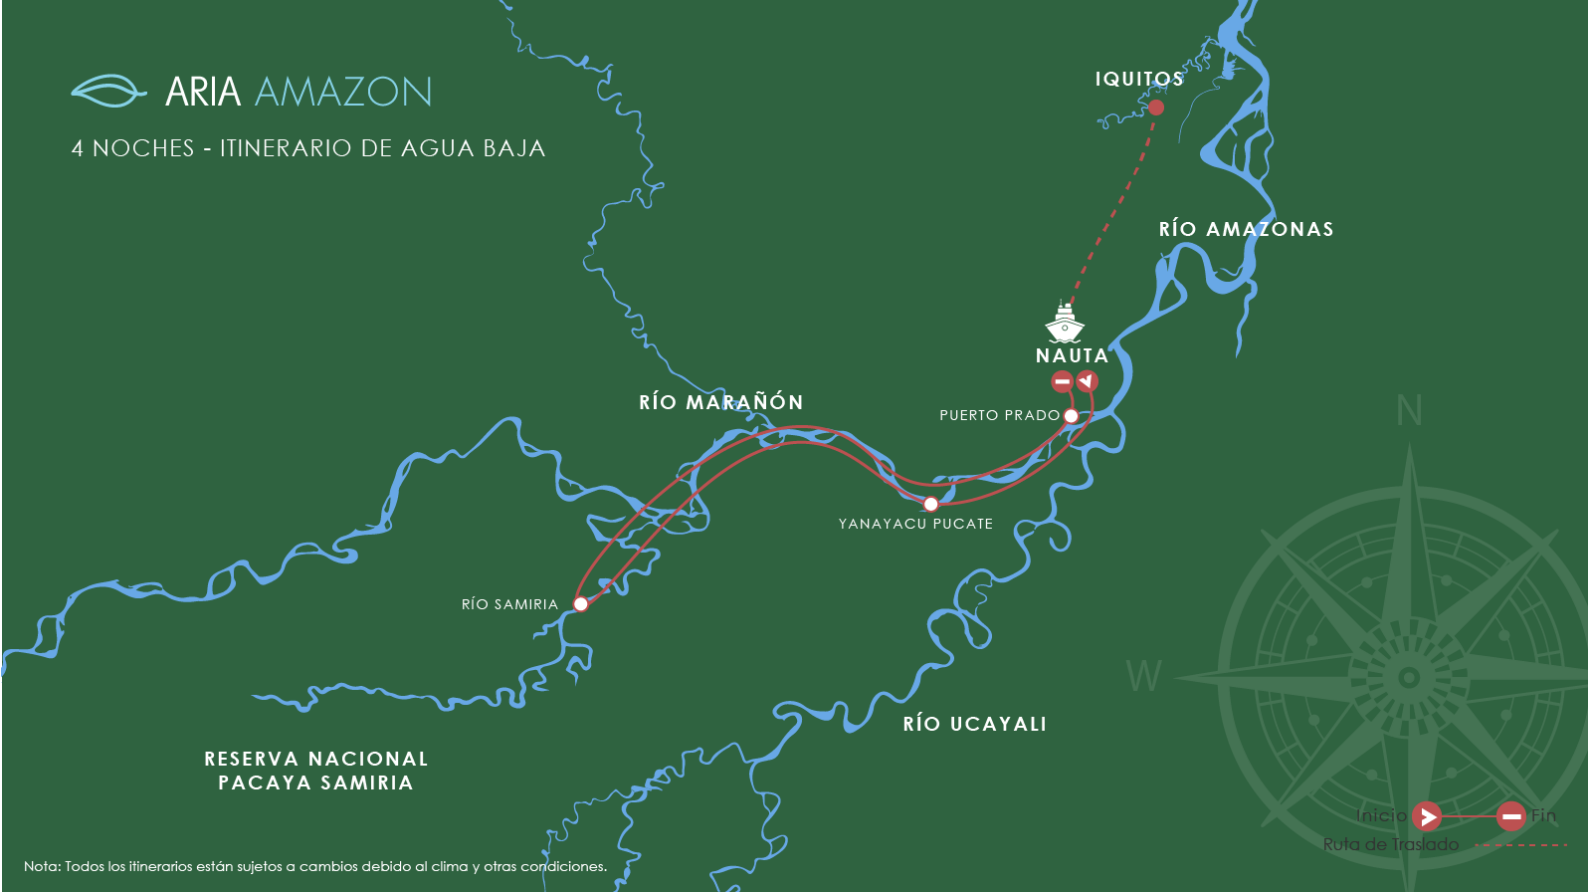 ARIA AMAZON
4 NOCHES - ITINERARIO DE AGUA BAJA
IQUITOS
RÍO AMAZONAS
NAUTA
RÍO MARAÑÓN
PUERTO PRADO
YANAYACU PUCATE
RÍO SAMIRIA
RÍO UCAYALI
RESERVA NACIONAL
PACAYA SAMIRIA
N
W
Inicio
Fin
Ruta de Traslado
Nota: Todos los itinerarios están sujetos a cambios debido al clima y otras condiciones.